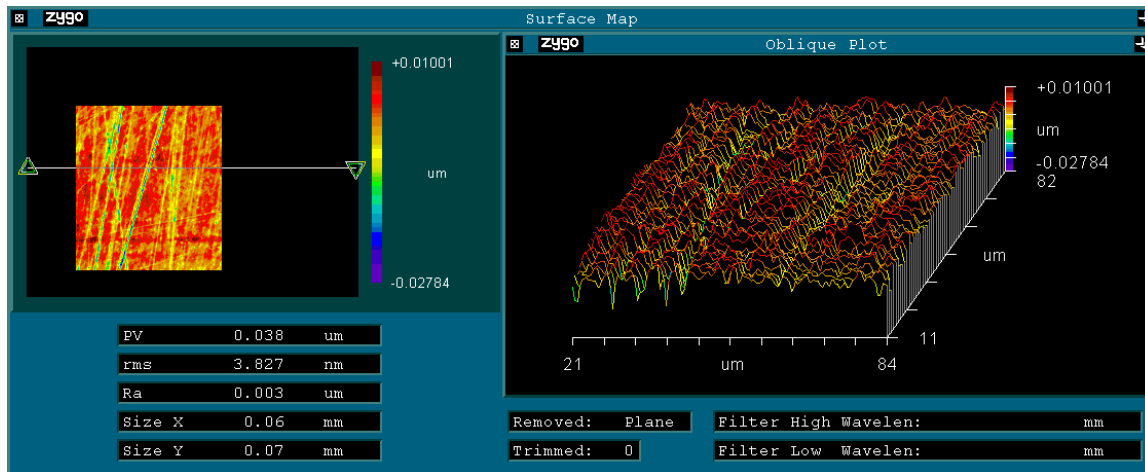 zygo Surface Map
+0.01001
um
-0.02784
zygo Oblique Plot
+0.01001
um
-0.02784
82
um
11
21 um 84
PV 0.038 um
rms 3.827 nm
Ra 0.003 um
Size X 0.06 mm
Size Y 0.07 mm
Removed: Plane
Trimmed: 0
Filter High Wavelen: mm
Filter Low Wavelen: mm